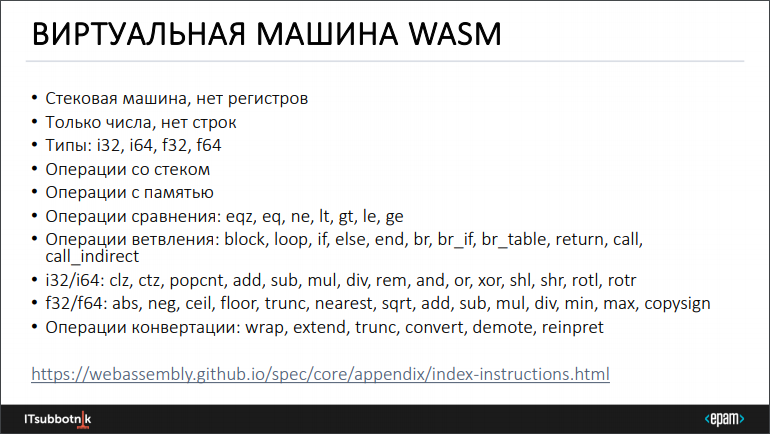 ВИРТУАЛЬНАЯ МАШИНА WASM
• Стековая машина, нет регистров
• Только числа, нет строк
• Типы: i32, i64, f32, f64
• Операции со стеком
• Операции с памятью
• Операции сравнения: eqz, eq, ne, lt, gt, le, ge
• Операции ветвления: block, loop, if, else, end, br, br_if, br_table, return, call,
call_indirect
• i32/i64: clz, ctz, popcnt, add, sub, mul, div, rem, and, or, xor, shl, shr, rotl, rotr
• f32/f64: abs, neg, ceil, floor, trunc, nearest, sqrt, add, sub, mul, div, min, max, copysign
• Операции конвертации: wrap, extend, trunc, convert, demote, reinpret
https://webassembly.github.io/spec/core/appendix/index-instructions.html
ITsubbotnik
<epam>